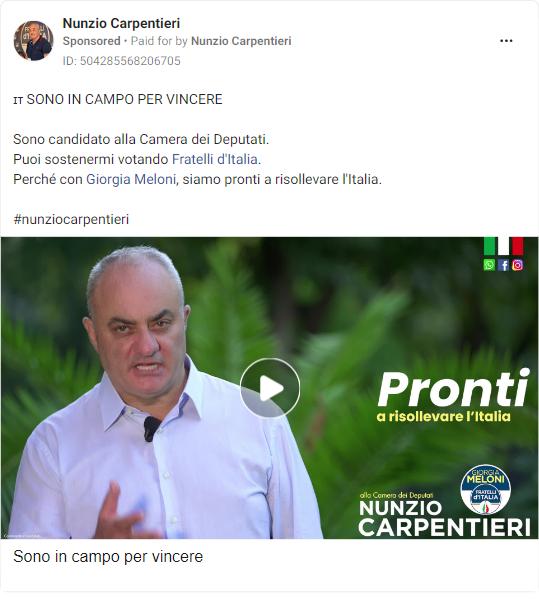 Nunzio Carpentieri
Sponsored • Paid for by Nunzio Carpentieri
ID: 504285568206705
IT SONO IN CAMPO PER VINCERE
Sono candidato alla Camera dei Deputati.
Puoi sostenermi votando Fratelli d'Italia.
Perché con Giorgia Meloni, siamo pronti a risollevare l'Italia.
#nunziocarpentieri
Pronti
a risollevare l'Italia
GIORGIA
MELONI
FRATELLI
d'ITALIA
alla Camera dei Deputati
NUNZIO
CARPENTIERI
Sono in campo per vincere